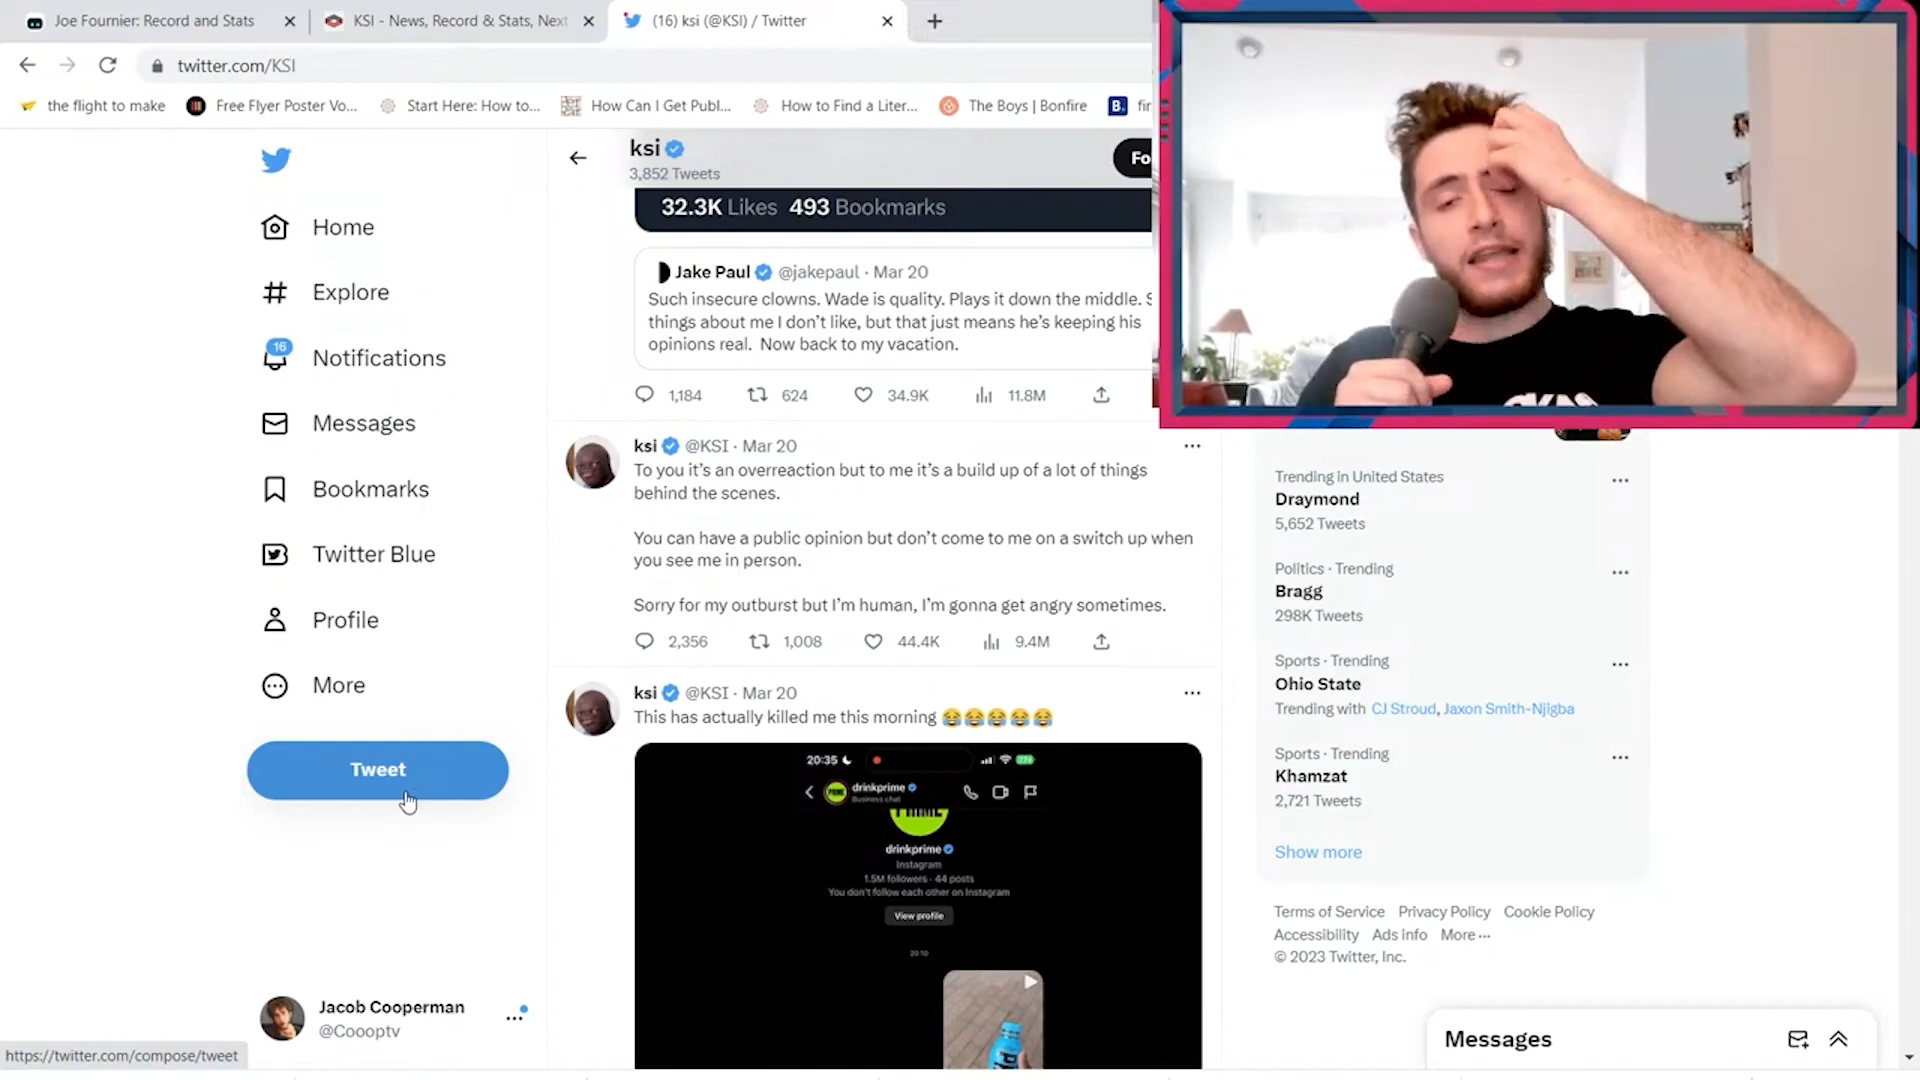 Joe Fournier: Record and Stats
KSI - News, Record & Stats, Next
(16) ksi (@KSI) / Twitter
twitter.com/KSI
the flight to make
Free Flyer Poster Vo...
Start Here: How to...
How Can I Get Publ...
How to Find a Liter...
The Boys | Bonfire
B.
fir
ksi
3,852 Tweets
Fo
32.3K Likes 493 Bookmarks
Jake Paul @jakepaul · Mar 20
Such insecure clowns. Wade is quality. Plays it down the middle. S
things about me I don't like, but that just means he's keeping his
opinions real. Now back to my vacation.
1,184 624 34.9K 11.8M
ksi @KSI · Mar 20
To you it's an overreaction but to me it's a build up of a lot of things
behind the scenes.
You can have a public opinion but don't come to me on a switch up when
you see me in person.
Sorry for my outburst but I'm human, I'm gonna get angry sometimes.
2,356 1,008 44.4K 9.4M
ksi @KSI · Mar 20
This has actually killed me this morning 😂😂😂😂😂
20:35
drinkprime
Business chat
drinkprime
Instagram
1.5M followers · 44 posts
You don't follow each other on Instagram
View profile
20:10
Home
Explore
16
Notifications
Messages
Bookmarks
Twitter Blue
Profile
More
Tweet
Jacob Cooperman
@Coooptv
https://twitter.com/compose/tweet
Trending in United States
Draymond
5,652 Tweets
Politics · Trending
Bragg
298K Tweets
Sports · Trending
Ohio State
Trending with CJ Stroud, Jaxon Smith-Njigba
Sports · Trending
Khamzat
2,721 Tweets
Show more
Terms of Service Privacy Policy Cookie Policy
Accessibility Ads info More ···
© 2023 Twitter, Inc.
Messages